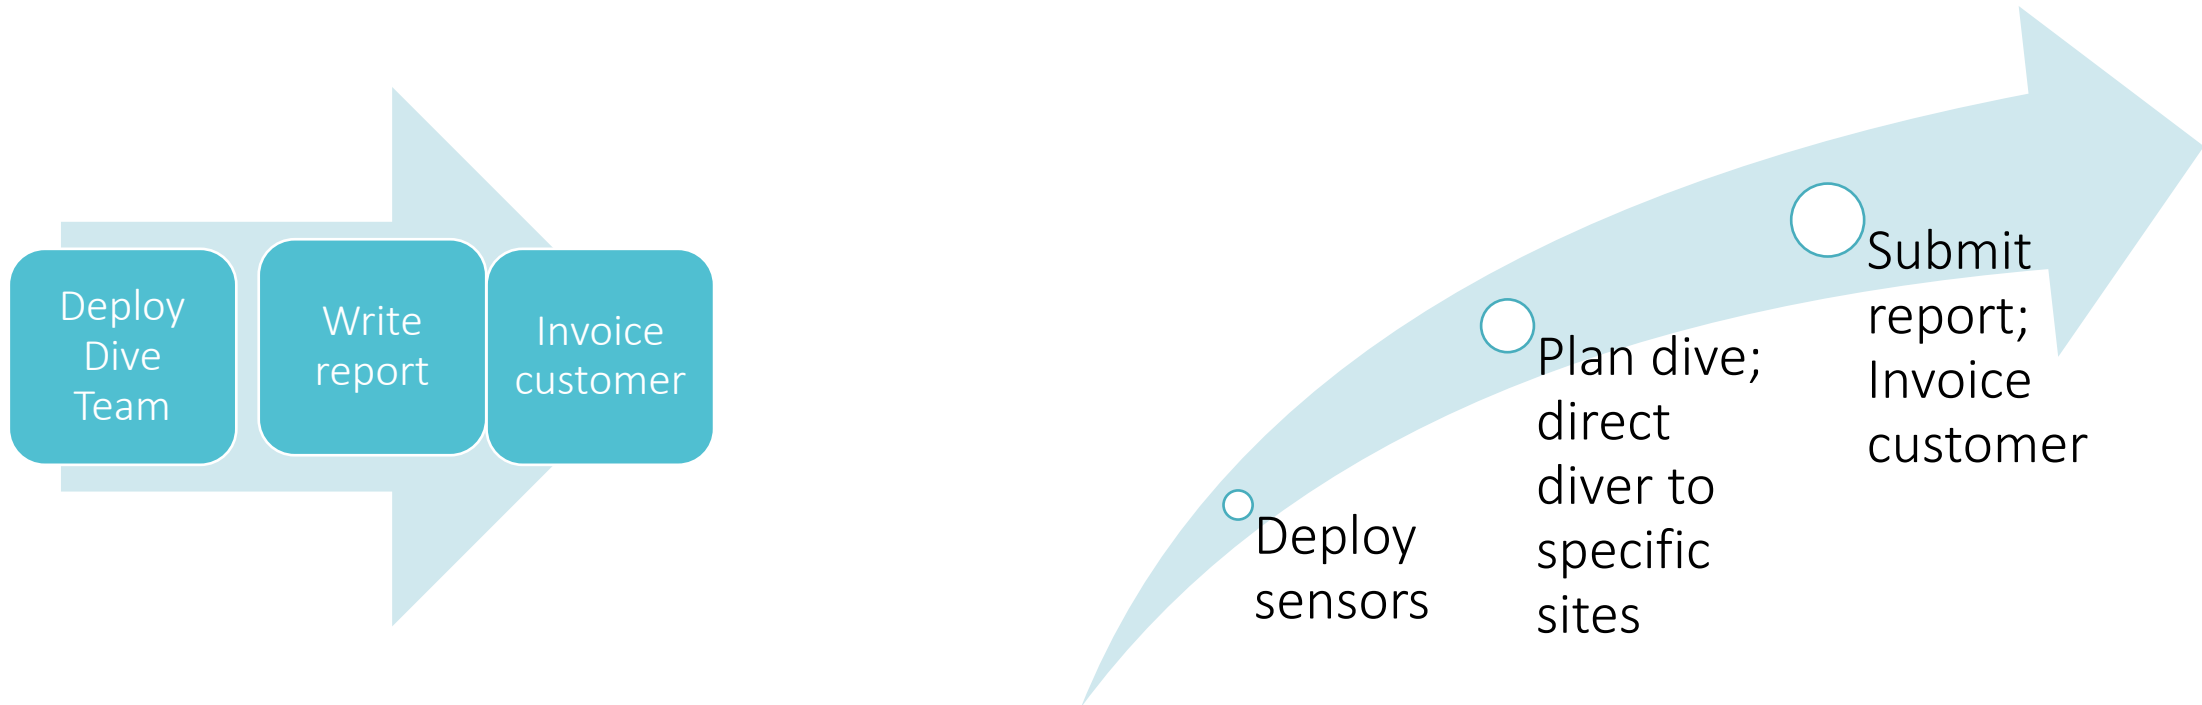 Deploy
Dive
Team
Write
report
Invoice
customer
Deploy
sensors
Plan dive;
direct
diver to
specific
sites
Submit
report;
Invoice
customer